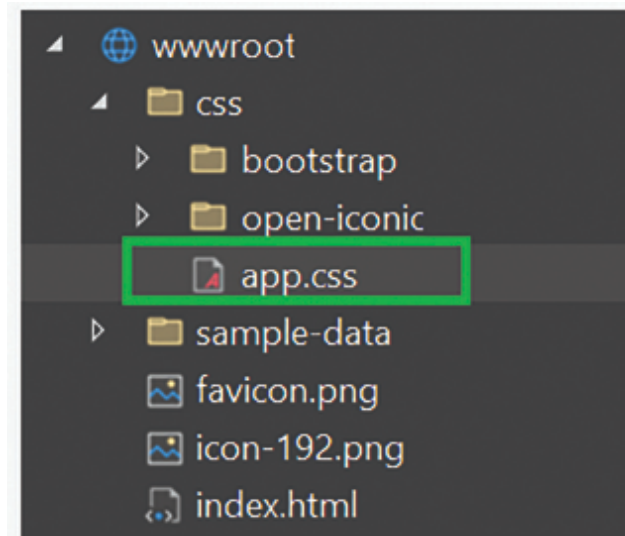 wwwroot
css
bootstrap
open-iconic
app.css
sample-data
favicon.png
icon-192.png
index.html